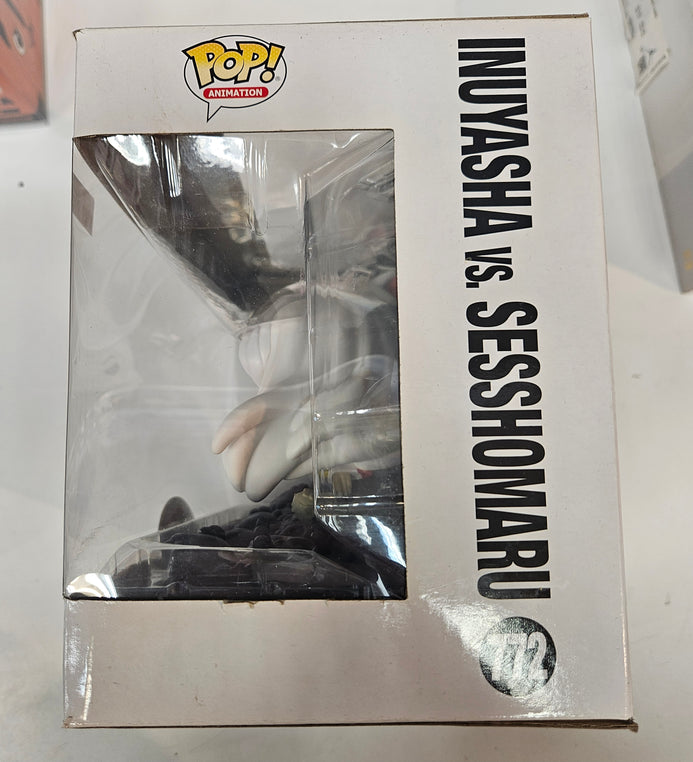 POP!
ANIMATION
INUYASHA VS. SESSHOMARU
772